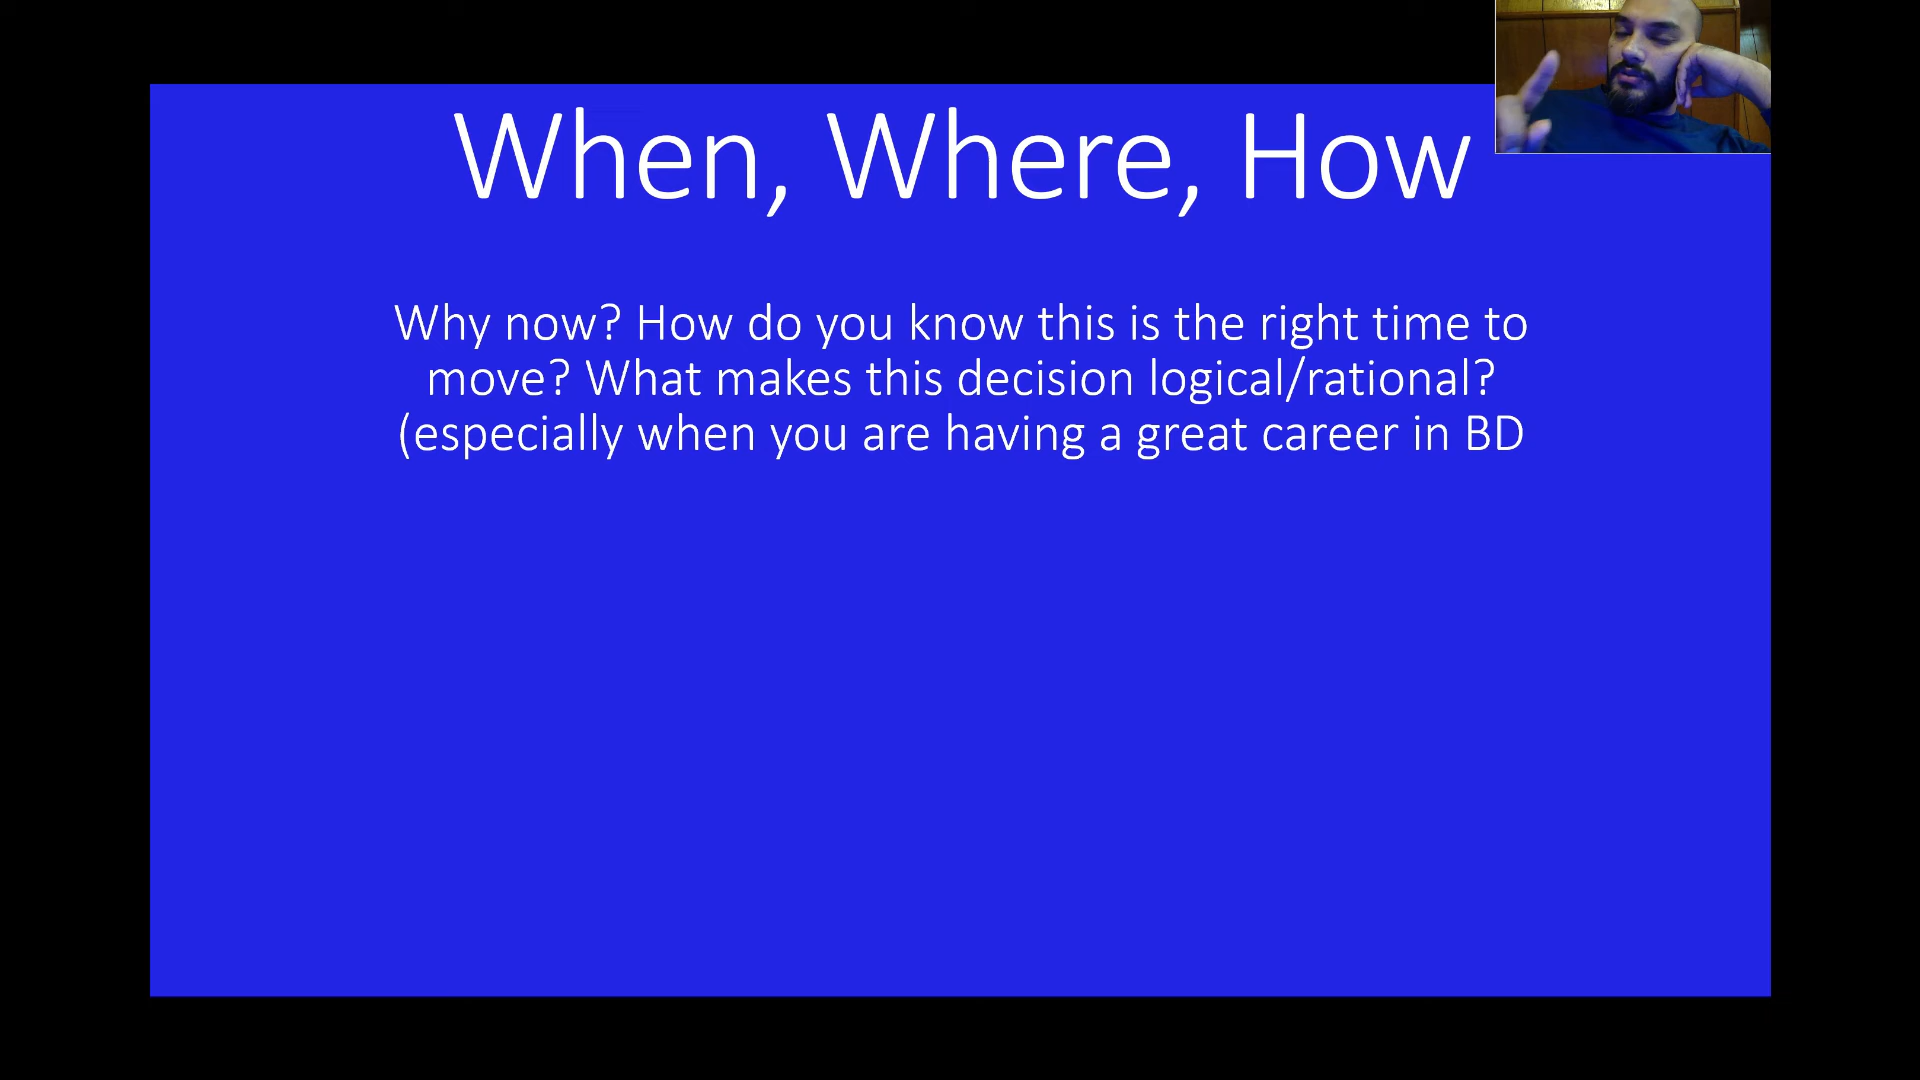 When, Where, How
Why now? How do you know this is the right time to
move? What makes this decision logical/rational?
(especially when you are having a great career in BD